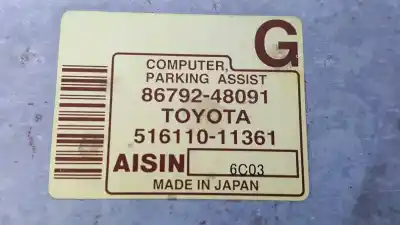 G
COMPUTER,
PARKING ASSIST
86792-48091
TOYOTA
516110-11361
AISIN 6C03
MADE IN JAPAN